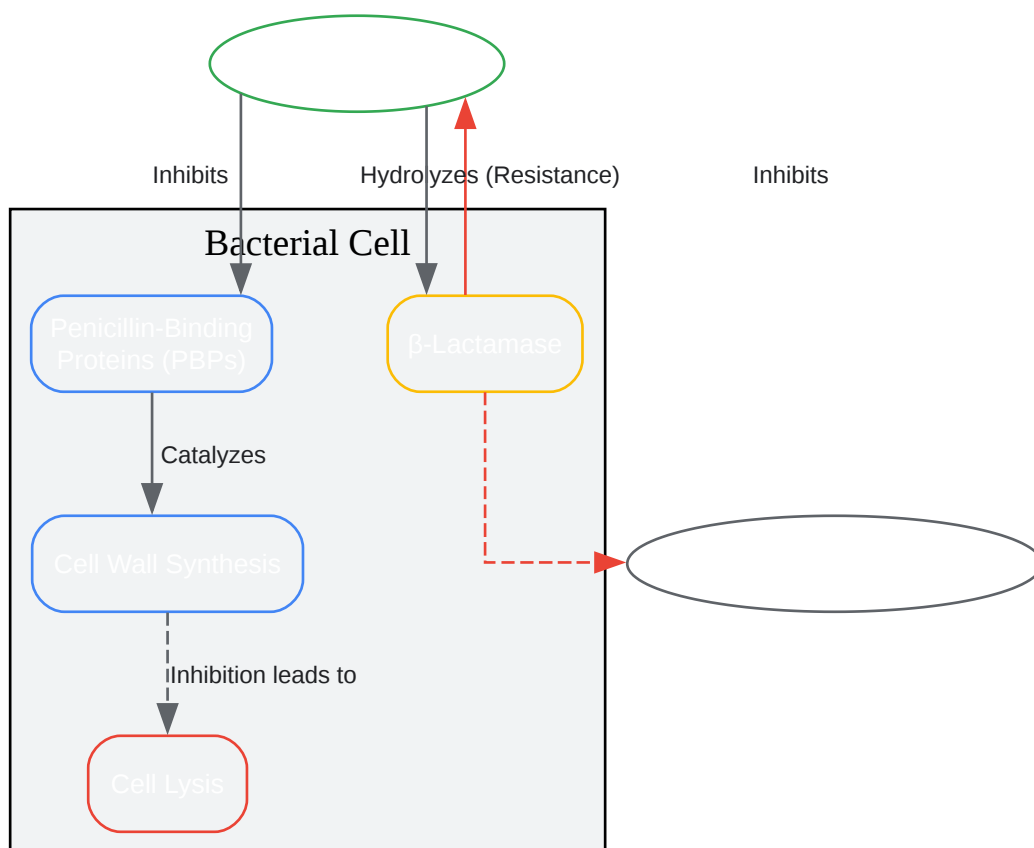 Inhibits
Hydrolyzes (Resistance)
Inhibits
Bacterial Cell
Penicillin-Binding
Proteins (PBPs)
β-Lactamase
Catalyzes
Cell Wall Synthesis
Inhibition leads to
Cell Lysis